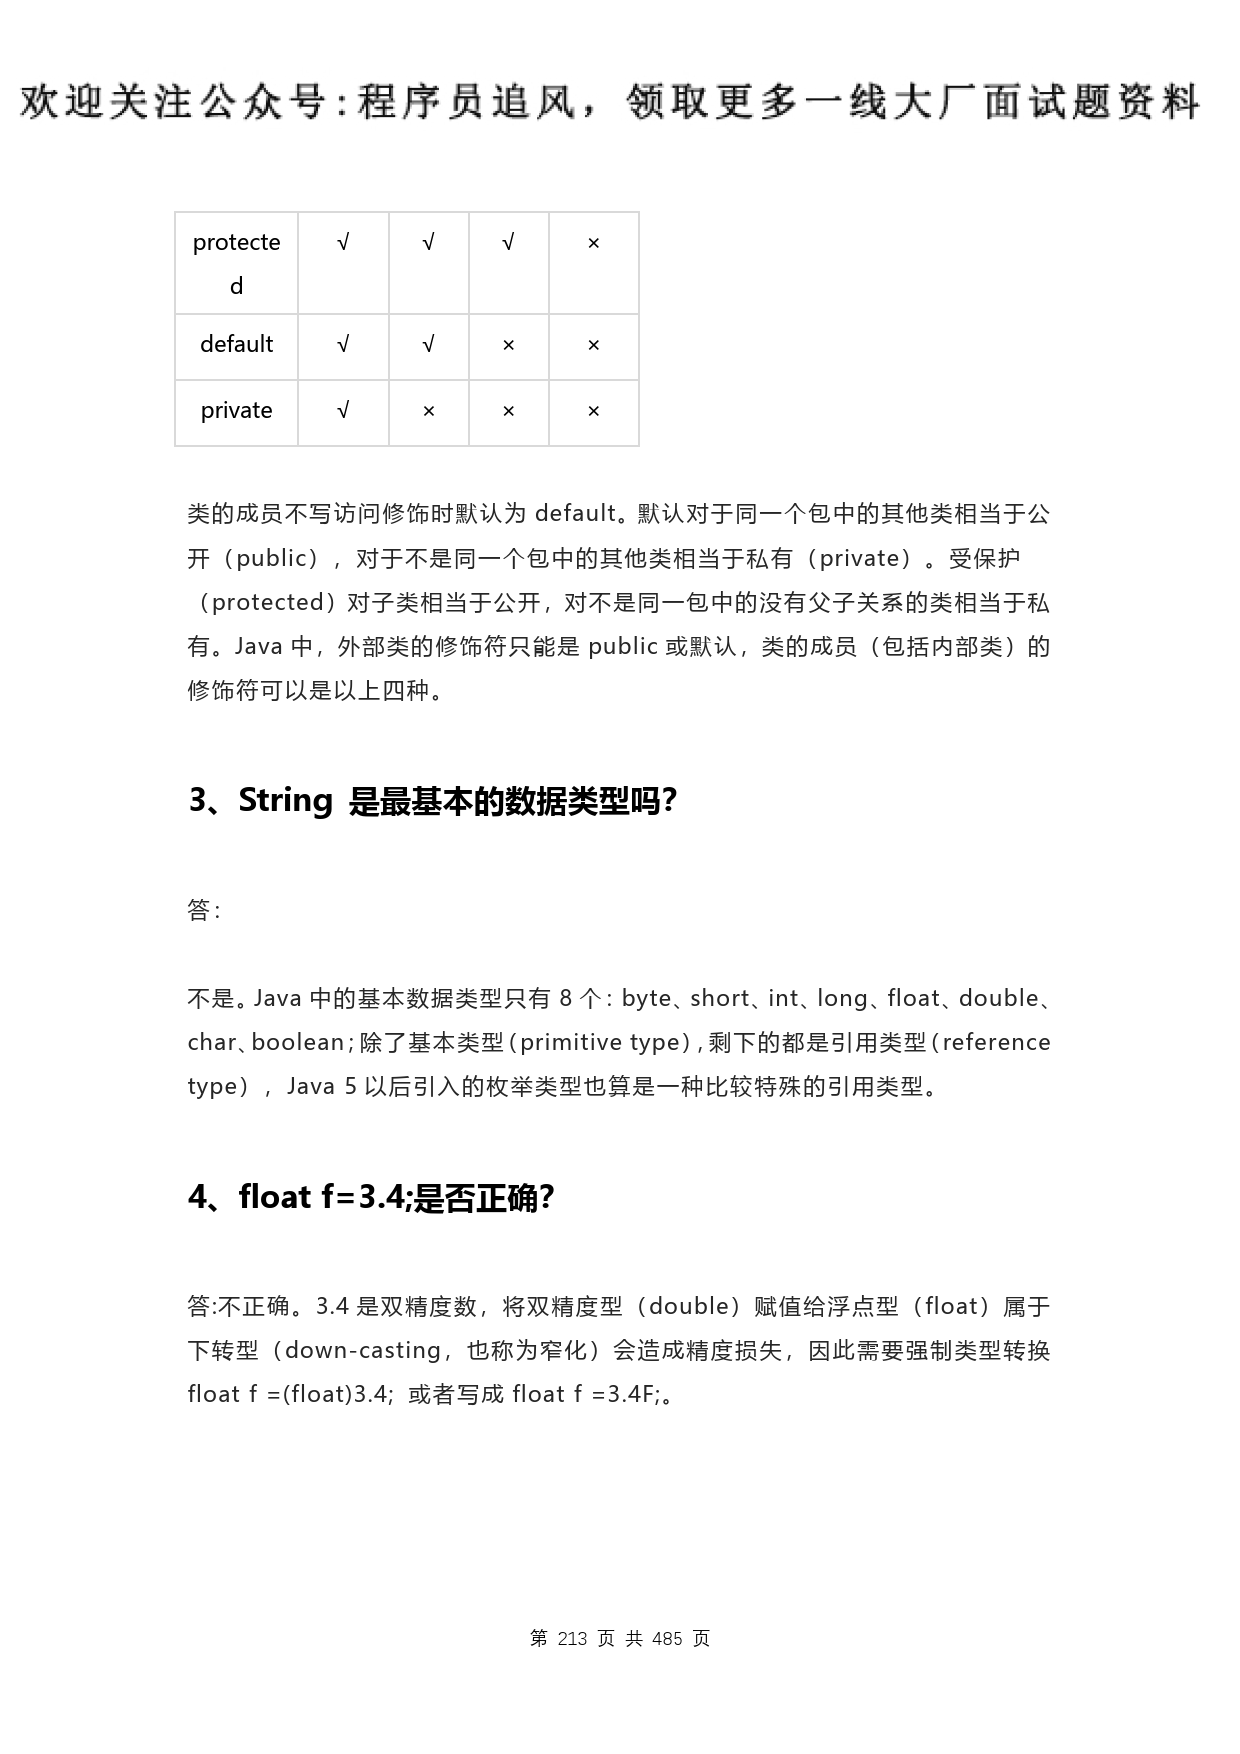 欢迎关注公众号:程序员追风，领取更多一线大厂面试题资料
protecte √ √ √ ×
d
default √ √ × ×
private √ × × ×
类的成员不写访问修饰时默认为 default。默认对于同一个包中的其他类相当于公
开（public），对于不是同一个包中的其他类相当于私有（private）。受保护
（protected）对子类相当于公开，对不是同一包中的没有父子关系的类相当于私
有。Java 中，外部类的修饰符只能是 public 或默认，类的成员（包括内部类）的
修饰符可以是以上四种。
3、String 是最基本的数据类型吗？
答：
不是。Java 中的基本数据类型只有 8 个：byte、short、int、long、float、double、
char、boolean；除了基本类型（primitive type），剩下的都是引用类型（reference
type），Java 5 以后引入的枚举类型也算是一种比较特殊的引用类型。
4、float f=3.4;是否正确？
答:不正确。3.4 是双精度数，将双精度型（double）赋值给浮点型（float）属于
下转型（down-casting，也称为窄化）会造成精度损失，因此需要强制类型转换
float f =(float)3.4; 或者写成 float f =3.4F;。
第 213 页 共 485 页